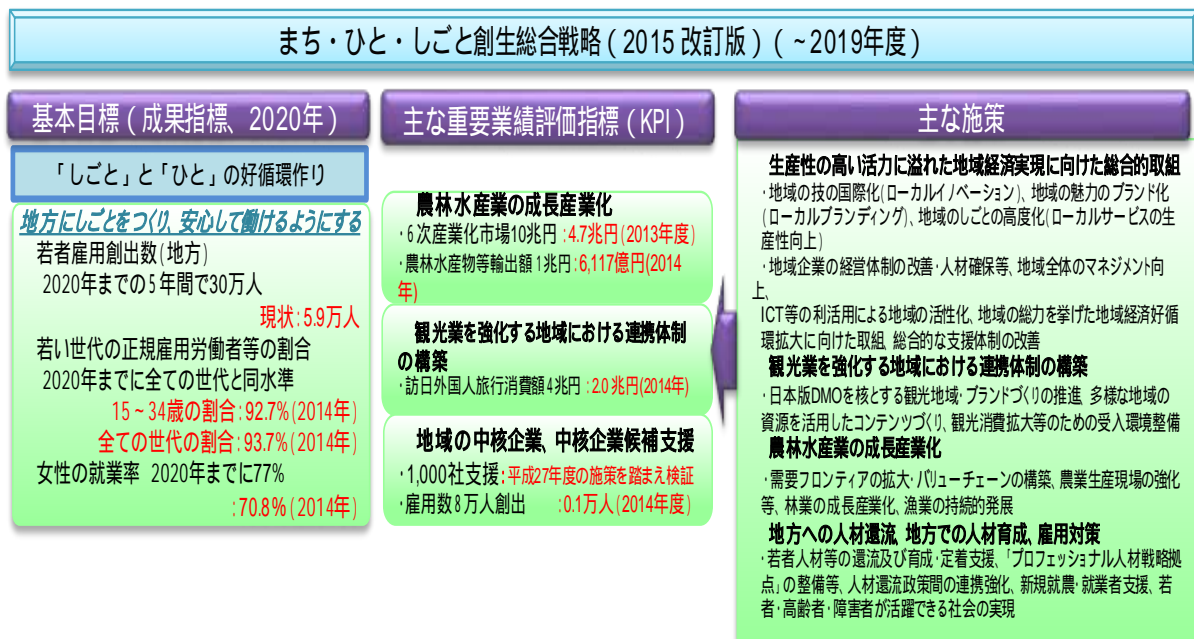 まち・ひと・しごと創生総合戦略(2015 改訂版)(~2019年度)
基本目標(成果指標、2020年)
「しごと」と「ひと」の好循環作り
地方にしごとをつくり、安心して働けるようにする
若者雇用創出数(地方)
2020年までの5年間で30万人
現状:5.9万人
若い世代の正規雇用労働者等の割合
2020年までに全ての世代と同水準
15~34歳の割合:92.7%(2014年)
全ての世代の割合:93.7%(2014年)
女性の就業率 2020年までに77%
:70.8%(2014年)
主な重要業績評価指標(KPI)
農林水産業の成長産業化
・6次産業化市場10兆円:4.7兆円(2013年度)
・農林水産物等輸出額1兆円:6,117億円(2014
年)
観光業を強化する地域における連携体制
の構築
・訪日外国人旅行消費額4兆円:2.0兆円(2014年)
地域の中核企業、中核企業候補支援
・1,000社支援:平成27年度の施策を踏まえ検証
・雇用数8万人創出 :0.1万人(2014年度)
主な施策
生産性の高い活力に溢れた地域経済実現に向けた総合的取組
・地域の技の国際化(ローカルイノベーション)、地域の魅力のブランド化
(ローカルブランディング)、地域のしごとの高度化(ローカルサービスの生
産性向上)
・地域企業の経営体制の改善・人材確保等、地域全体のマネジメント向
上、
ICT等の利活用による地域の活性化、地域の総力を挙げた地域経済好循
環拡大に向けた取組、総合的な支援体制の改善
観光業を強化する地域における連携体制の構築
・日本版DMOを核とする観光地域・ブランドづくりの推進、多様な地域の
資源を活用したコンテンツづくり、観光消費拡大等のための受入環境整備
農林水産業の成長産業化
・需要フロンティアの拡大・バリューチェーンの構築、農業生産現場の強化
等、林業の成長産業化、漁業の持続的発展
地方への人材還流、地方での人材育成、雇用対策
・若者人材等の還流及び育成・定着支援、「プロフェッショナル人材戦略拠
点」の整備等、人材還流政策間の連携強化、新規就農・就業者支援、若
者・高齢者・障害者が活躍できる社会の実現